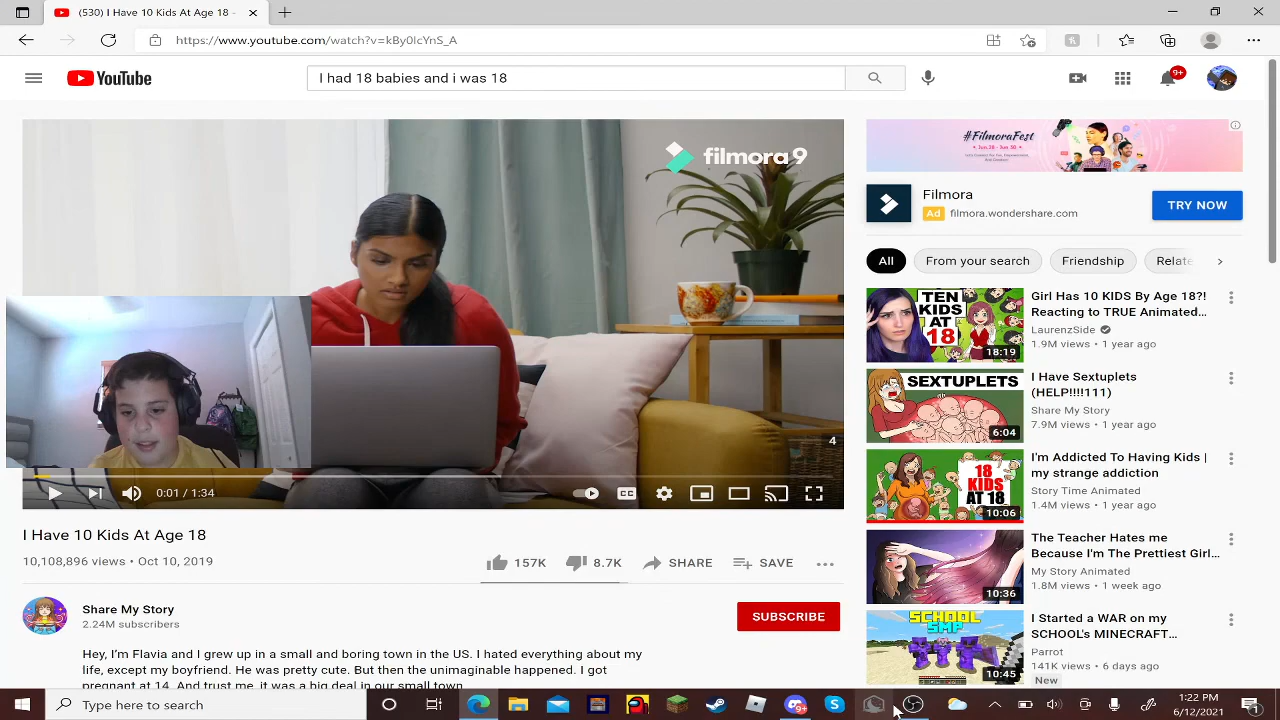 (530) I Have 10 Kids At Age 18 -
https://www.youtube.com/watch?v=kBy0IcYnS_A
YouTube
I had 18 babies and i was 18
9+
filmora9
4
0:01 / 1:34
CC
I Have 10 Kids At Age 18
10,108,896 views • Oct 10, 2019
157K
8.7K
SHARE
SAVE
Share My Story
2.24M subscribers
SUBSCRIBE
Hey, I'm Flavia and I grew up in a small and boring town in the US. I hated everything about my
life, except my boyfriend. He was pretty cute. But then the unimaginable happened. I got
pregnant at 14. And trust me, it was a big deal in our small town.
#FilmoraFest
Jun.28 - Jun 30
Filmora
Ad filmora.wondershare.com
TRY NOW
All
From your search
Friendship
Relate
TEN
KIDS
AT
18
18:19
Girl Has 10 KIDS By Age 18?!
Reacting to TRUE Animated...
LaurenzSide
1.9M views • 1 year ago
SEXTUPLETS
6:04
I Have Sextuplets
(HELP!!!!111)
Share My Story
7.9M views • 1 year ago
18
KIDS
AT 18
10:06
I'm Addicted To Having Kids |
my strange addiction
Story Time Animated
1.4M views • 1 year ago
10:36
The Teacher Hates me
Because I'm The Prettiest Girl...
My Story Animated
1.8M views • 1 week ago
SCHOOL
SMP
10:45
I Started a WAR on my
SCHOOL's MINECRAFT...
Parrot
141K views • 6 days ago
New
Type here to search
9+
1:22 PM
6/12/2021
1